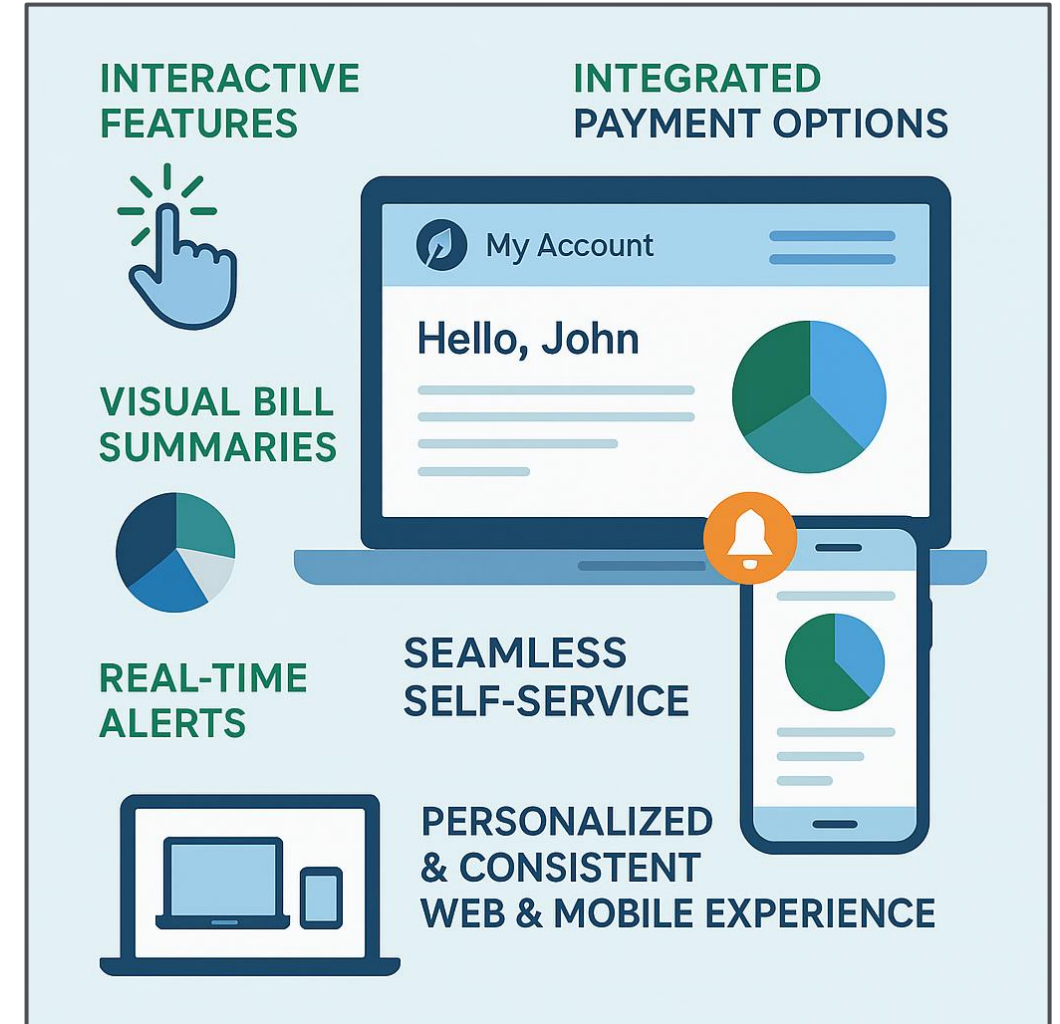 INTERACTIVE
FEATURES
INTEGRATED
PAYMENT OPTIONS
My Account
Hello, John
VISUAL BILL
SUMMARIES
REAL-TIME
ALERTS
SEAMLESS
SELF-SERVICE
PERSONALIZED
& CONSISTENT
WEB & MOBILE EXPERIENCE